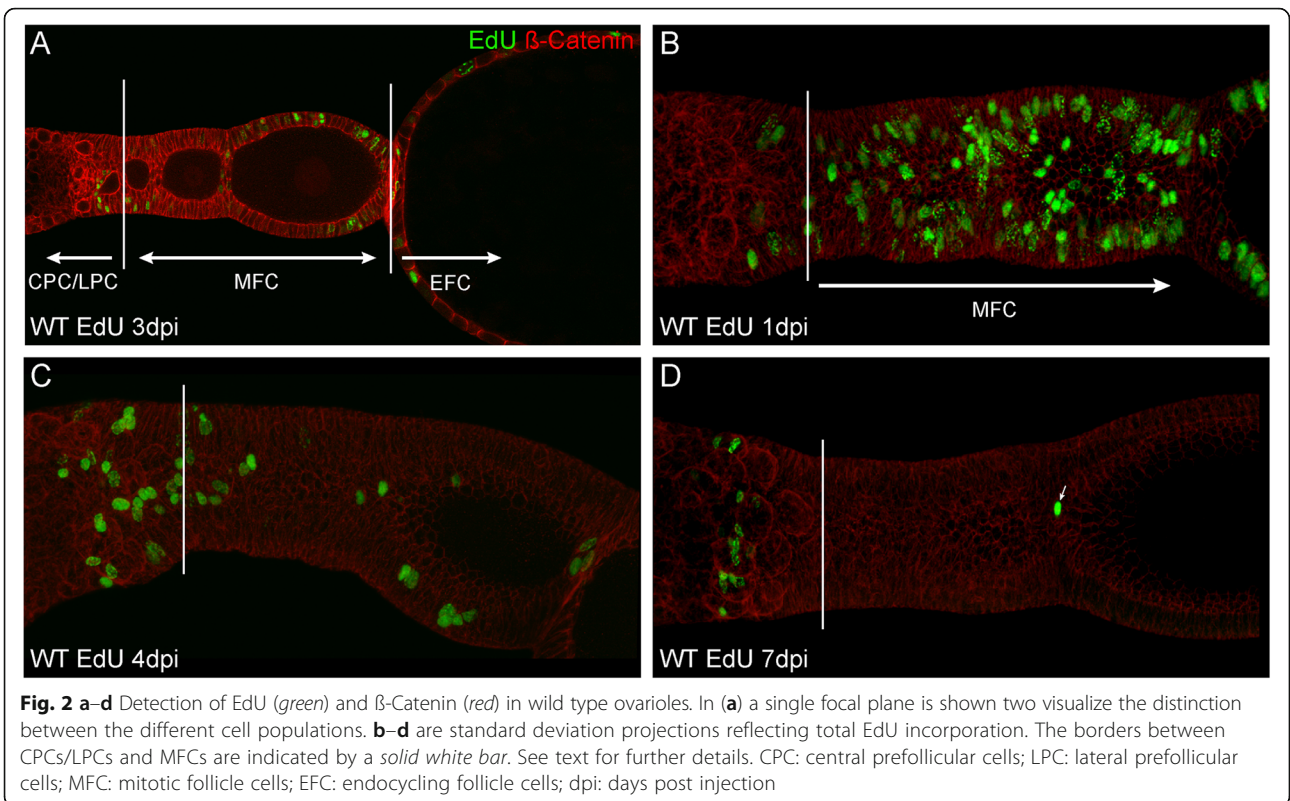 A
EdU ß-Catenin
CPC/LPC
MFC
EFC
WT EdU 3dpi
B
MFC
WT EdU 1dpi
C
WT EdU 4dpi
D
WT EdU 7dpi
Fig. 2 a–d Detection of EdU (green) and ß-Catenin (red) in wild type ovarioles. In (a) a single focal plane is shown two visualize the distinction
between the different cell populations. b–d are standard deviation projections reflecting total EdU incorporation. The borders between
CPCs/LPCs and MFCs are indicated by a solid white bar. See text for further details. CPC: central prefollicular cells; LPC: lateral prefollicular
cells; MFC: mitotic follicle cells; EFC: endocycling follicle cells; dpi: days post injection